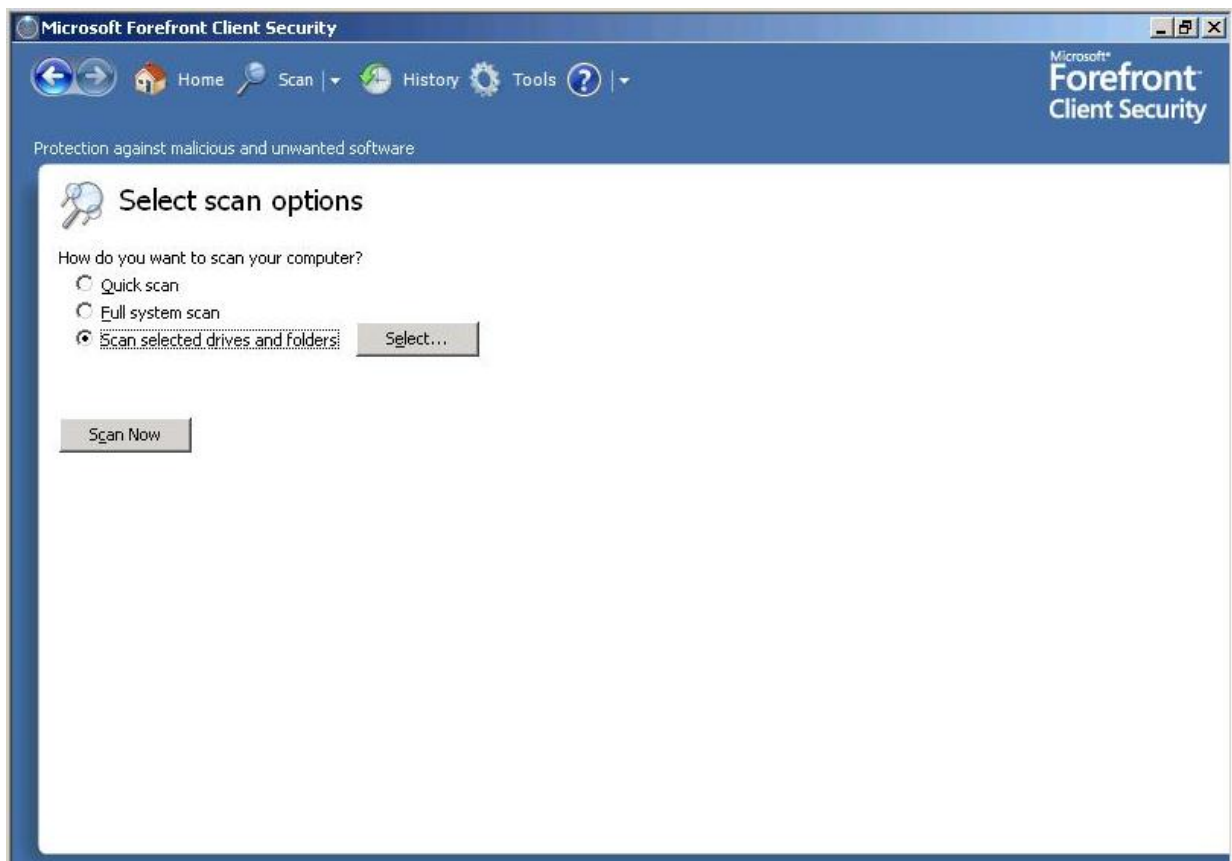 Microsoft Forefront Client Security
Home Scan History Tools ?
Microsoft®
Forefront™
Client Security
Protection against malicious and unwanted software
Select scan options
How do you want to scan your computer?
Quick scan
Full system scan
Scan selected drives and folders Select...
Scan Now